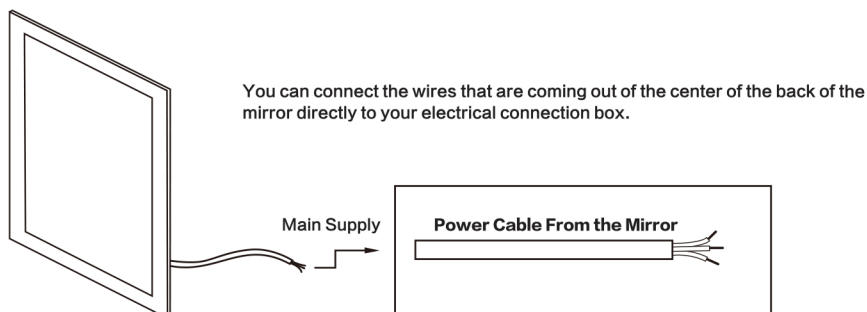 You can connect the wires that are coming out of the center of the back of the
mirror directly to your electrical connection box.
Main Supply
Power Cable From the Mirror